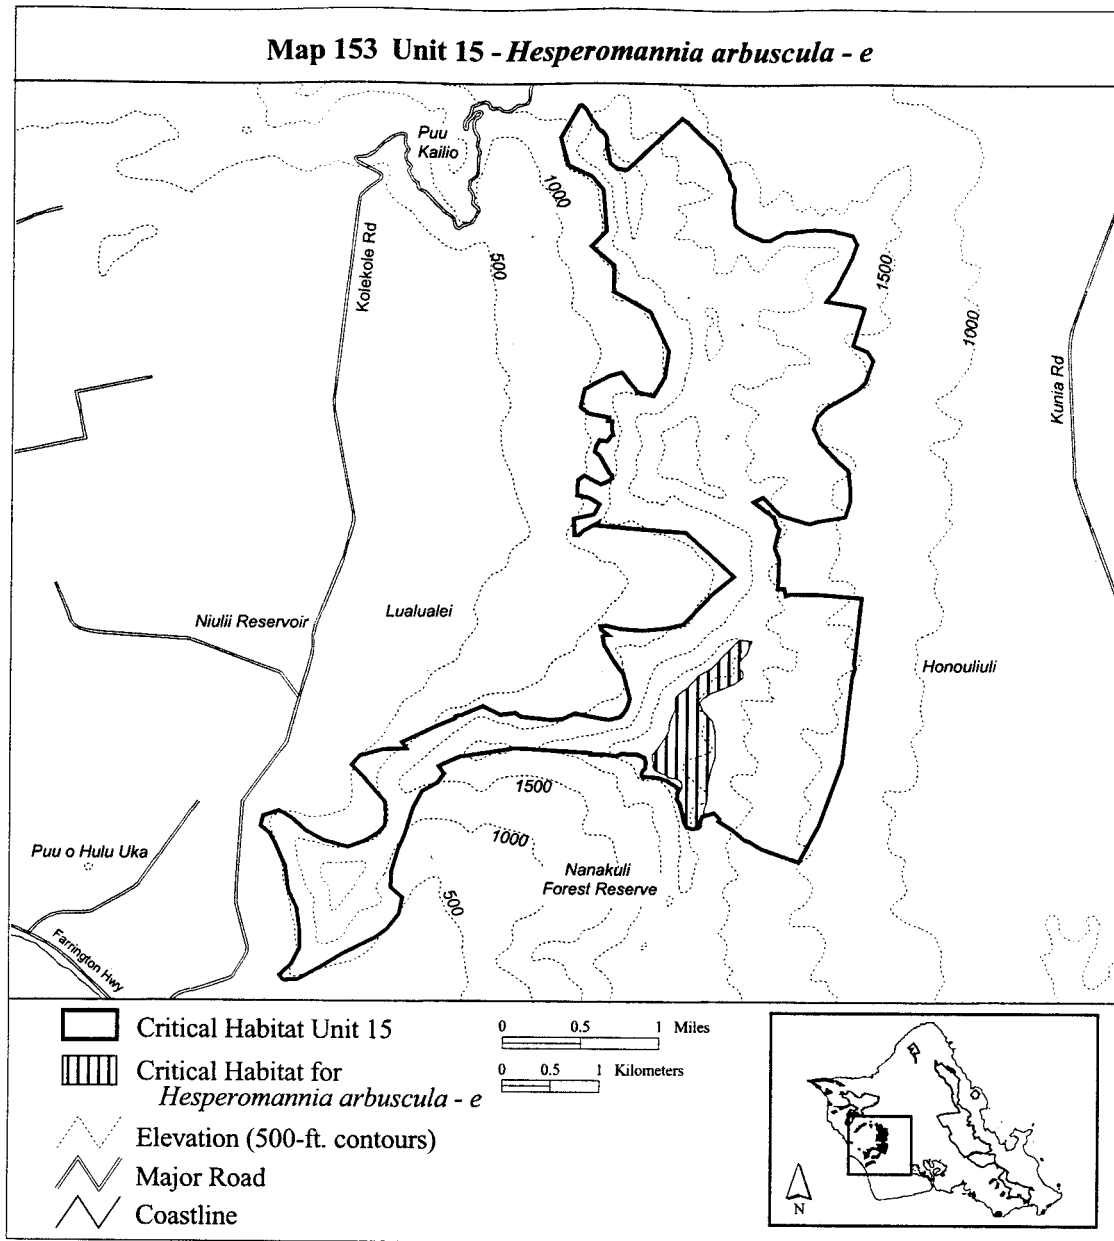 Map 153 Unit 15 - Hesperomannia arbuscula - e
Puu
Kailio
1000
500
Kolekole Rd
1500
1000
Kunia Rd
Niulii Reservoir
Lualualei
Honouliuli
1500
1000
Puu o Hulu Uka
Nanakuli
Forest Reserve
500
Farrington Hwy
Critical Habitat Unit 15
Critical Habitat for
Hesperomannia arbuscula - e
Elevation (500-ft. contours)
Major Road
Coastline
0 0.5 1 Miles
0 0.5 1 Kilometers
N